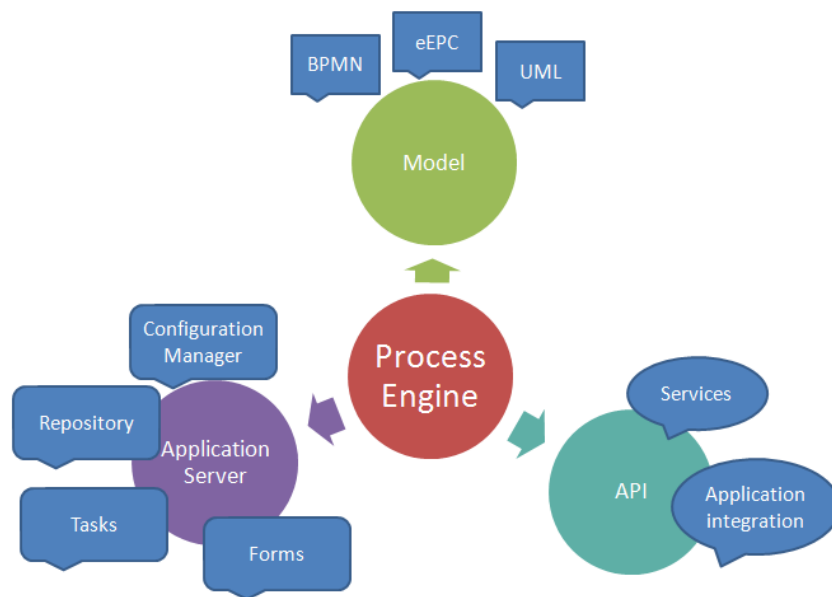 eEPC
BPMN
UML
Model
Configuration
Manager
Process
Engine
Services
Repository
Application
Server
API
Application
integration
Tasks
Forms